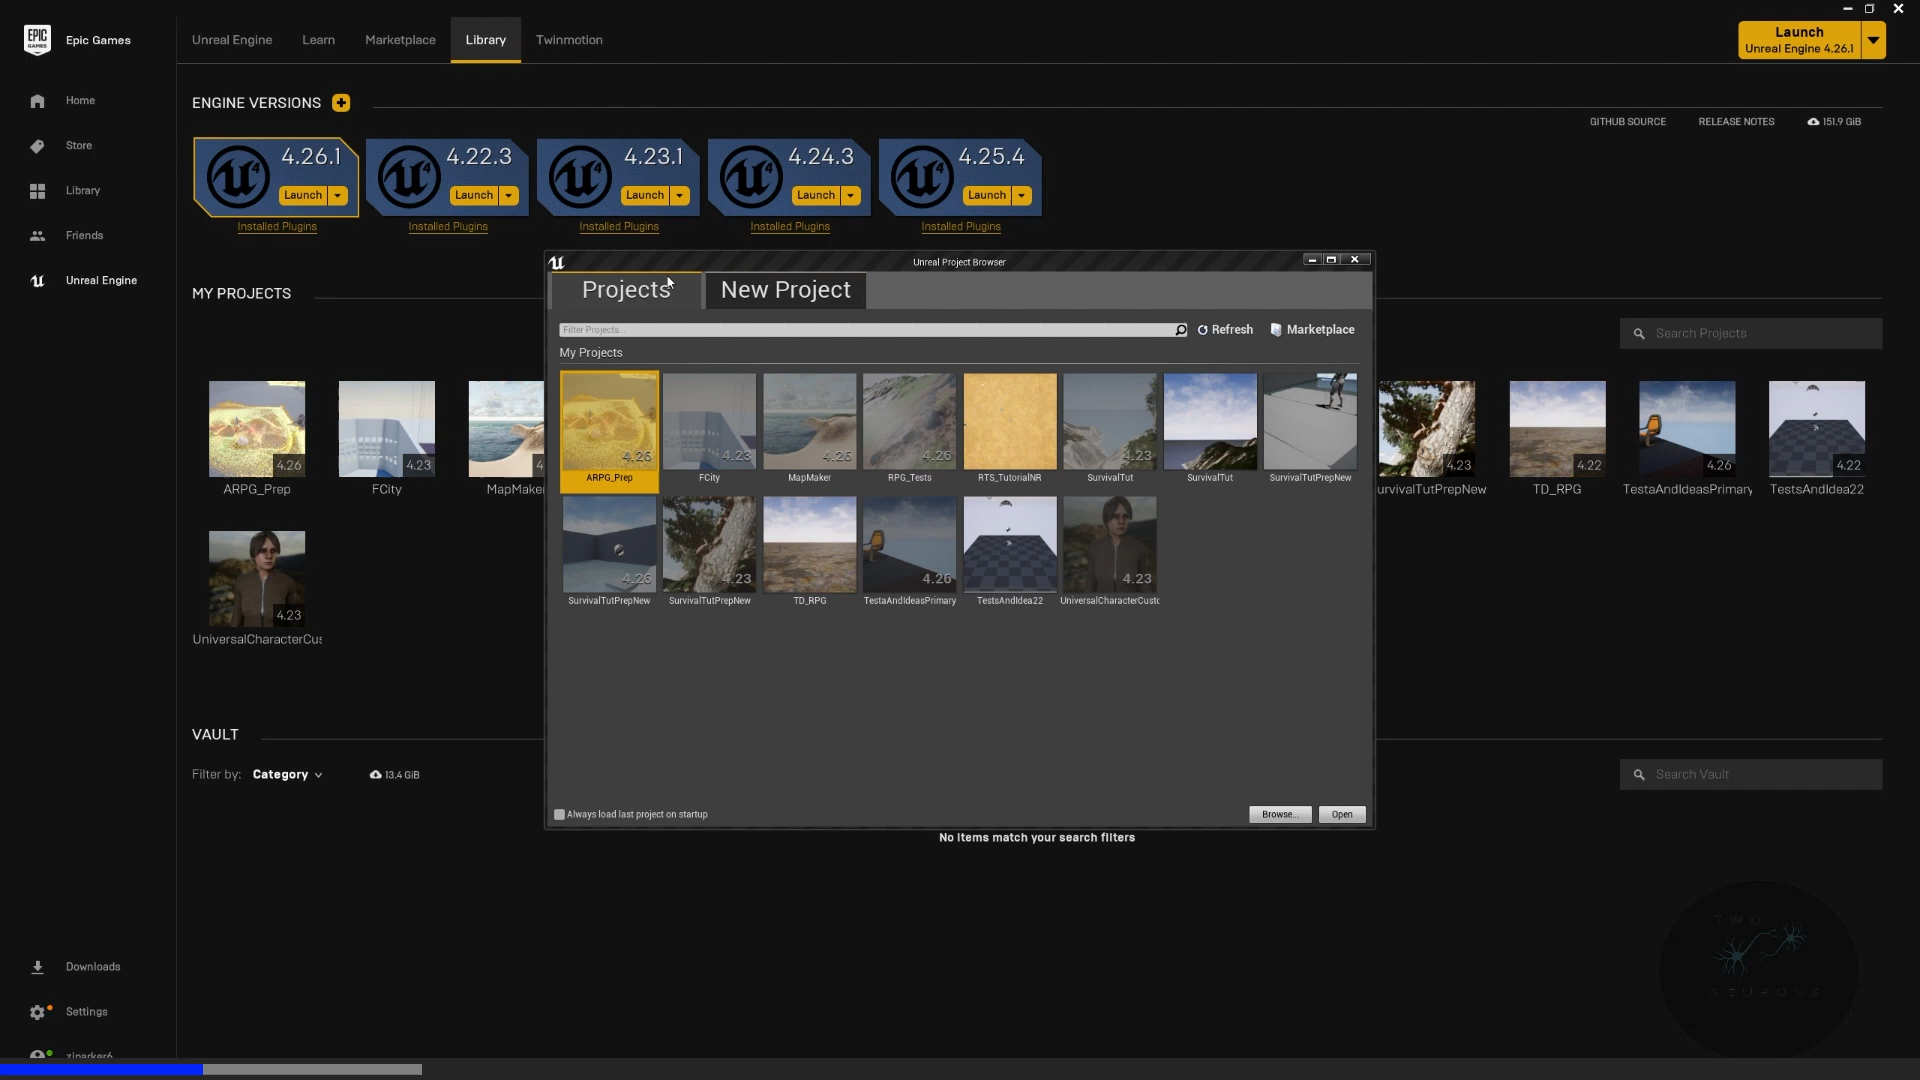 EPIC GAMES
Epic Games
Unreal Engine
Learn
Marketplace
Library
Twinmotion
Launch
Unreal Engine 4.26.1
Home
Store
Library
Friends
Unreal Engine
ENGINE VERSIONS
GITHUB SOURCE
RELEASE NOTES
151.9 GiB
4.26.1
Launch
Installed Plugins
4.22.3
Launch
Installed Plugins
4.23.1
Launch
Installed Plugins
4.24.3
Launch
Installed Plugins
4.25.4
Launch
Installed Plugins
MY PROJECTS
Search Projects
4.26
ARPG_Prep
4.23
FCity
4
MapMaker
4.23
urvivalTutPrepNew
4.22
TD_RPG
4.26
TestaAndIdeasPrimary
4.22
TestsAndIdea22
4.23
UniversalCharacterCus
Unreal Project Browser
Projects
New Project
Filter Projects...
Refresh
Marketplace
My Projects
4.26
ARPG_Prep
4.23
FCity
4.26
MapMaker
4.26
RPG_Tests
RTS_TutorialNR
4.23
SurvivalTut
SurvivalTut
SurvivalTutPrepNew
4.26
SurvivalTutPrepNew
4.23
SurvivalTutPrepNew
TD_RPG
4.26
TestaAndIdeasPrimary
TestsAndIdea22
4.23
UniversalCharacterCusto
Always load last project on startup
Browse...
Open
VAULT
Filter by:
Category
13.4 GiB
Search Vault
No items match your search filters
Downloads
Settings
zjparker6
TWO
NEURONS